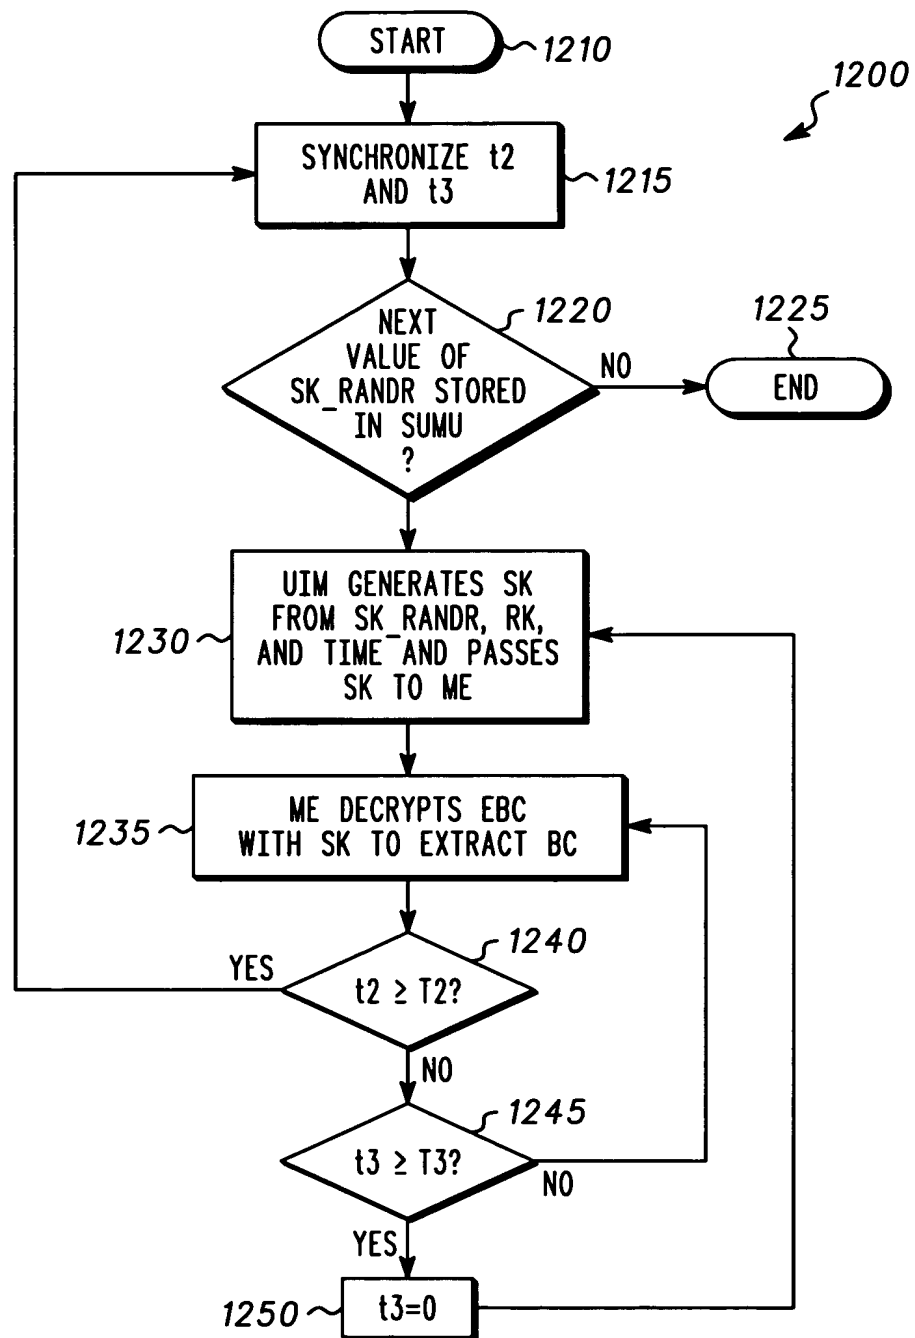 START
1210
1200
SYNCHRONIZE t2
AND t3
1215
1220
NEXT
VALUE OF
SK_RANDR STORED
IN SUMU
?
NO
1225
END
1230
UIM GENERATES SK
FROM SK_RANDR, RK,
AND TIME AND PASSES
SK TO ME
1235
ME DECRYPTS EBC
WITH SK TO EXTRACT BC
1240
YES
t2 ≥ T2?
NO
1245
t3 ≥ T3?
NO
YES
1250
t3=0